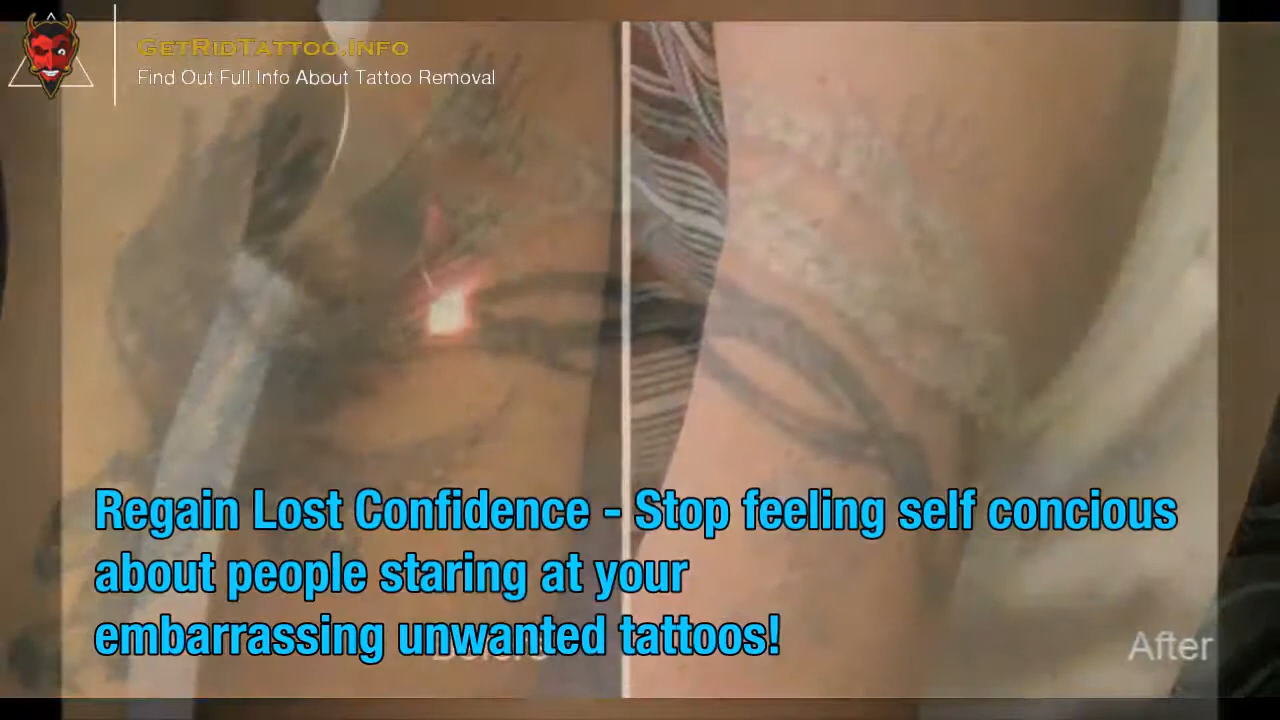 GetRidTattoo.Info
Find Out Full Info About Tattoo Removal
Regain Lost Confidence - Stop feeling self concious
about people staring at your
embarrassing unwanted tattoos!
Before
After